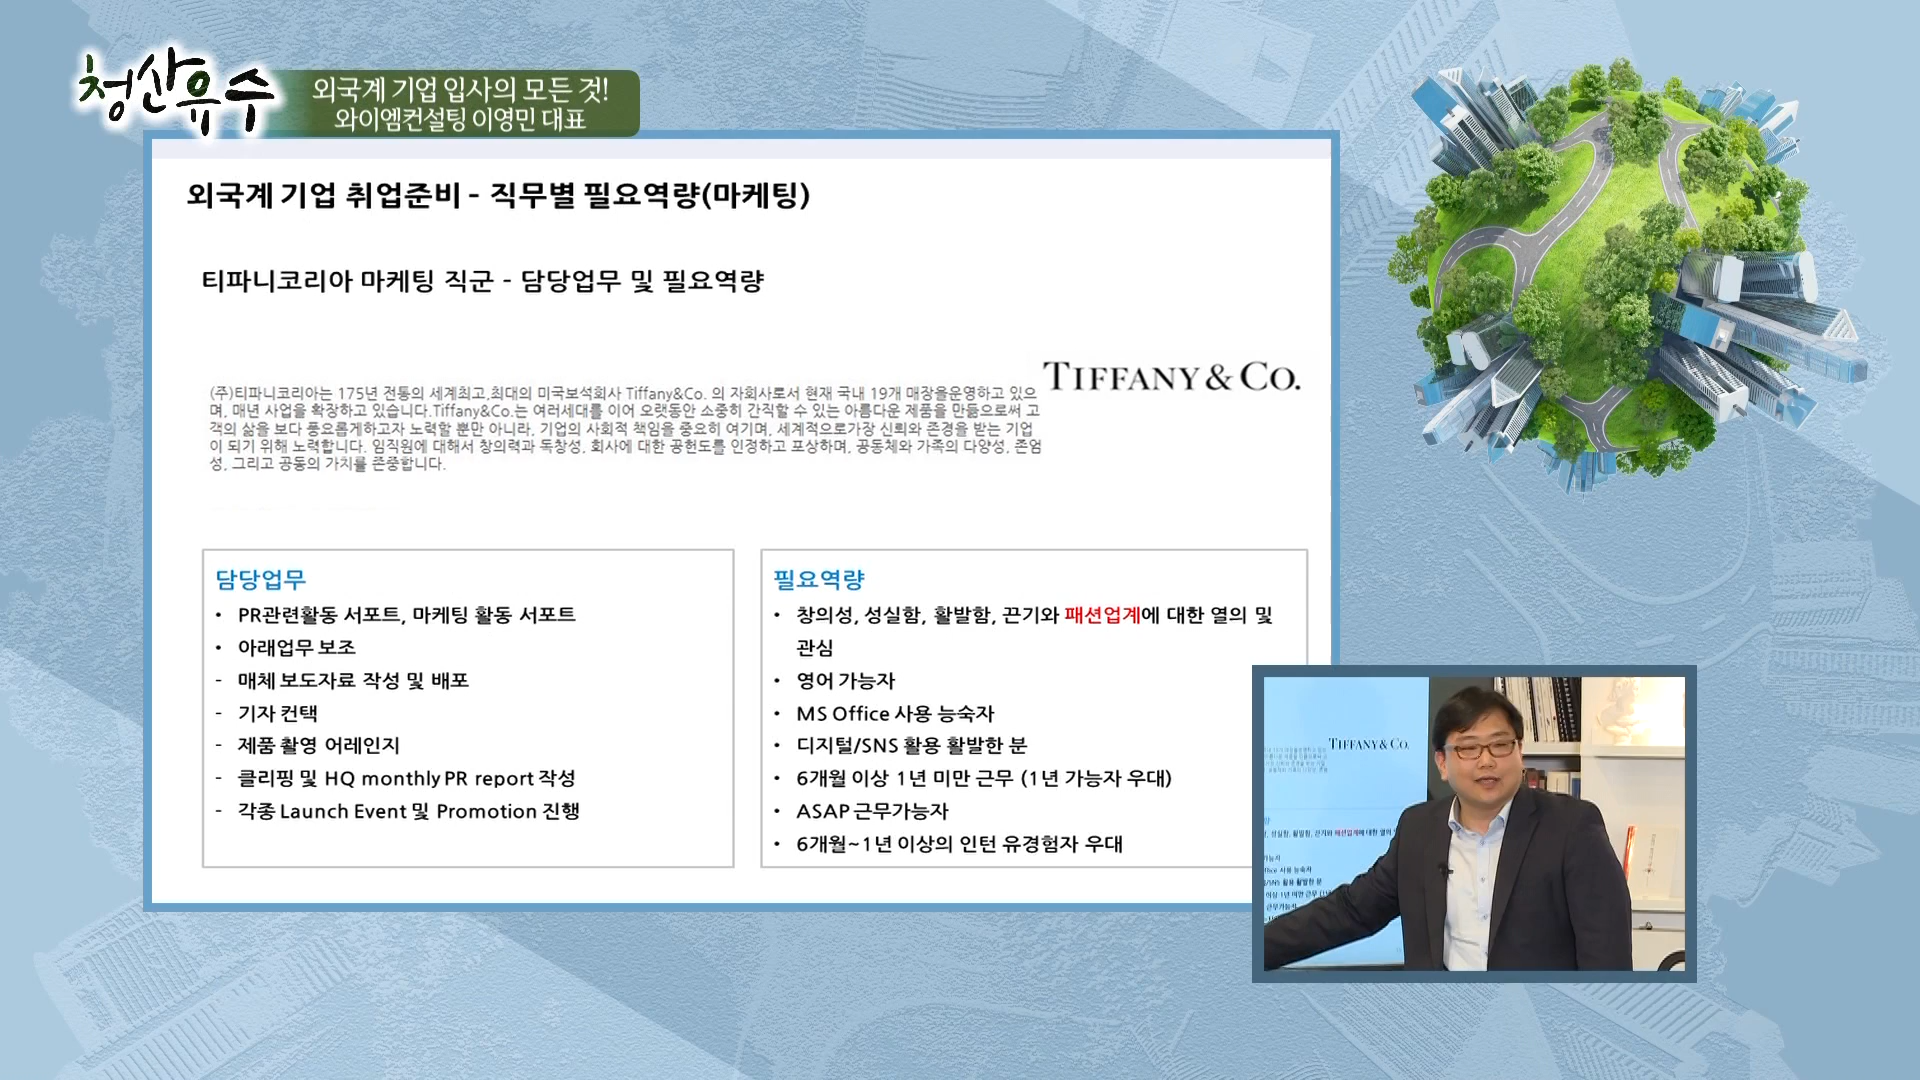 청산유수
외국계 기업 입사의 모든 것!
와이엠컨설팅 이영민 대표
외국계 기업 취업준비 - 직무별 필요역량(마케팅)
티파니코리아 마케팅 직군 - 담당업무 및 필요역량
TIFFANY & CO.
(주)티파니코리아는 175년 전통의 세계최고,최대의 미국보석회사 Tiffany&Co. 의 자회사로서 현재 국내 19개 매장을운영하고 있으
며, 매년 사업을 확장하고 있습니다.Tiffany&Co.는 여러세대를 이어 오랫동안 소중히 간직할 수 있는 아름다운 제품을 만듦으로써 고
객의 삶을 보다 풍요롭게하고자 노력할 뿐만 아니라, 기업의 사회적 책임을 중요히 여기며, 세계적으로가장 신뢰와 존경을 받는 기업
이 되기 위해 노력합니다. 임직원에 대해서 창의력과 독창성, 회사에 대한 공헌도를 인정하고 포상하며, 공동체와 가족의 다양성, 존엄
성, 그리고 공동의 가치를 존중합니다.
담당업무
• PR관련활동 서포트, 마케팅 활동 서포트
• 아래업무 보조
- 매체 보도자료 작성 및 배포
- 기자 컨택
- 제품 촬영 어레인지
- 클리핑 및 HQ monthly PR report 작성
- 각종 Launch Event 및 Promotion 진행
필요역량
• 창의성, 성실함, 활발함, 끈기와 패션업계에 대한 열의 및
관심
• 영어 가능자
• MS Office 사용 능숙자
• 디지털/SNS 활용 활발한 분
• 6개월 이상 1년 미만 근무 (1년 가능자 우대)
• ASAP 근무가능자
• 6개월~1년 이상의 인턴 유경험자 우대
TIFFANY & CO.